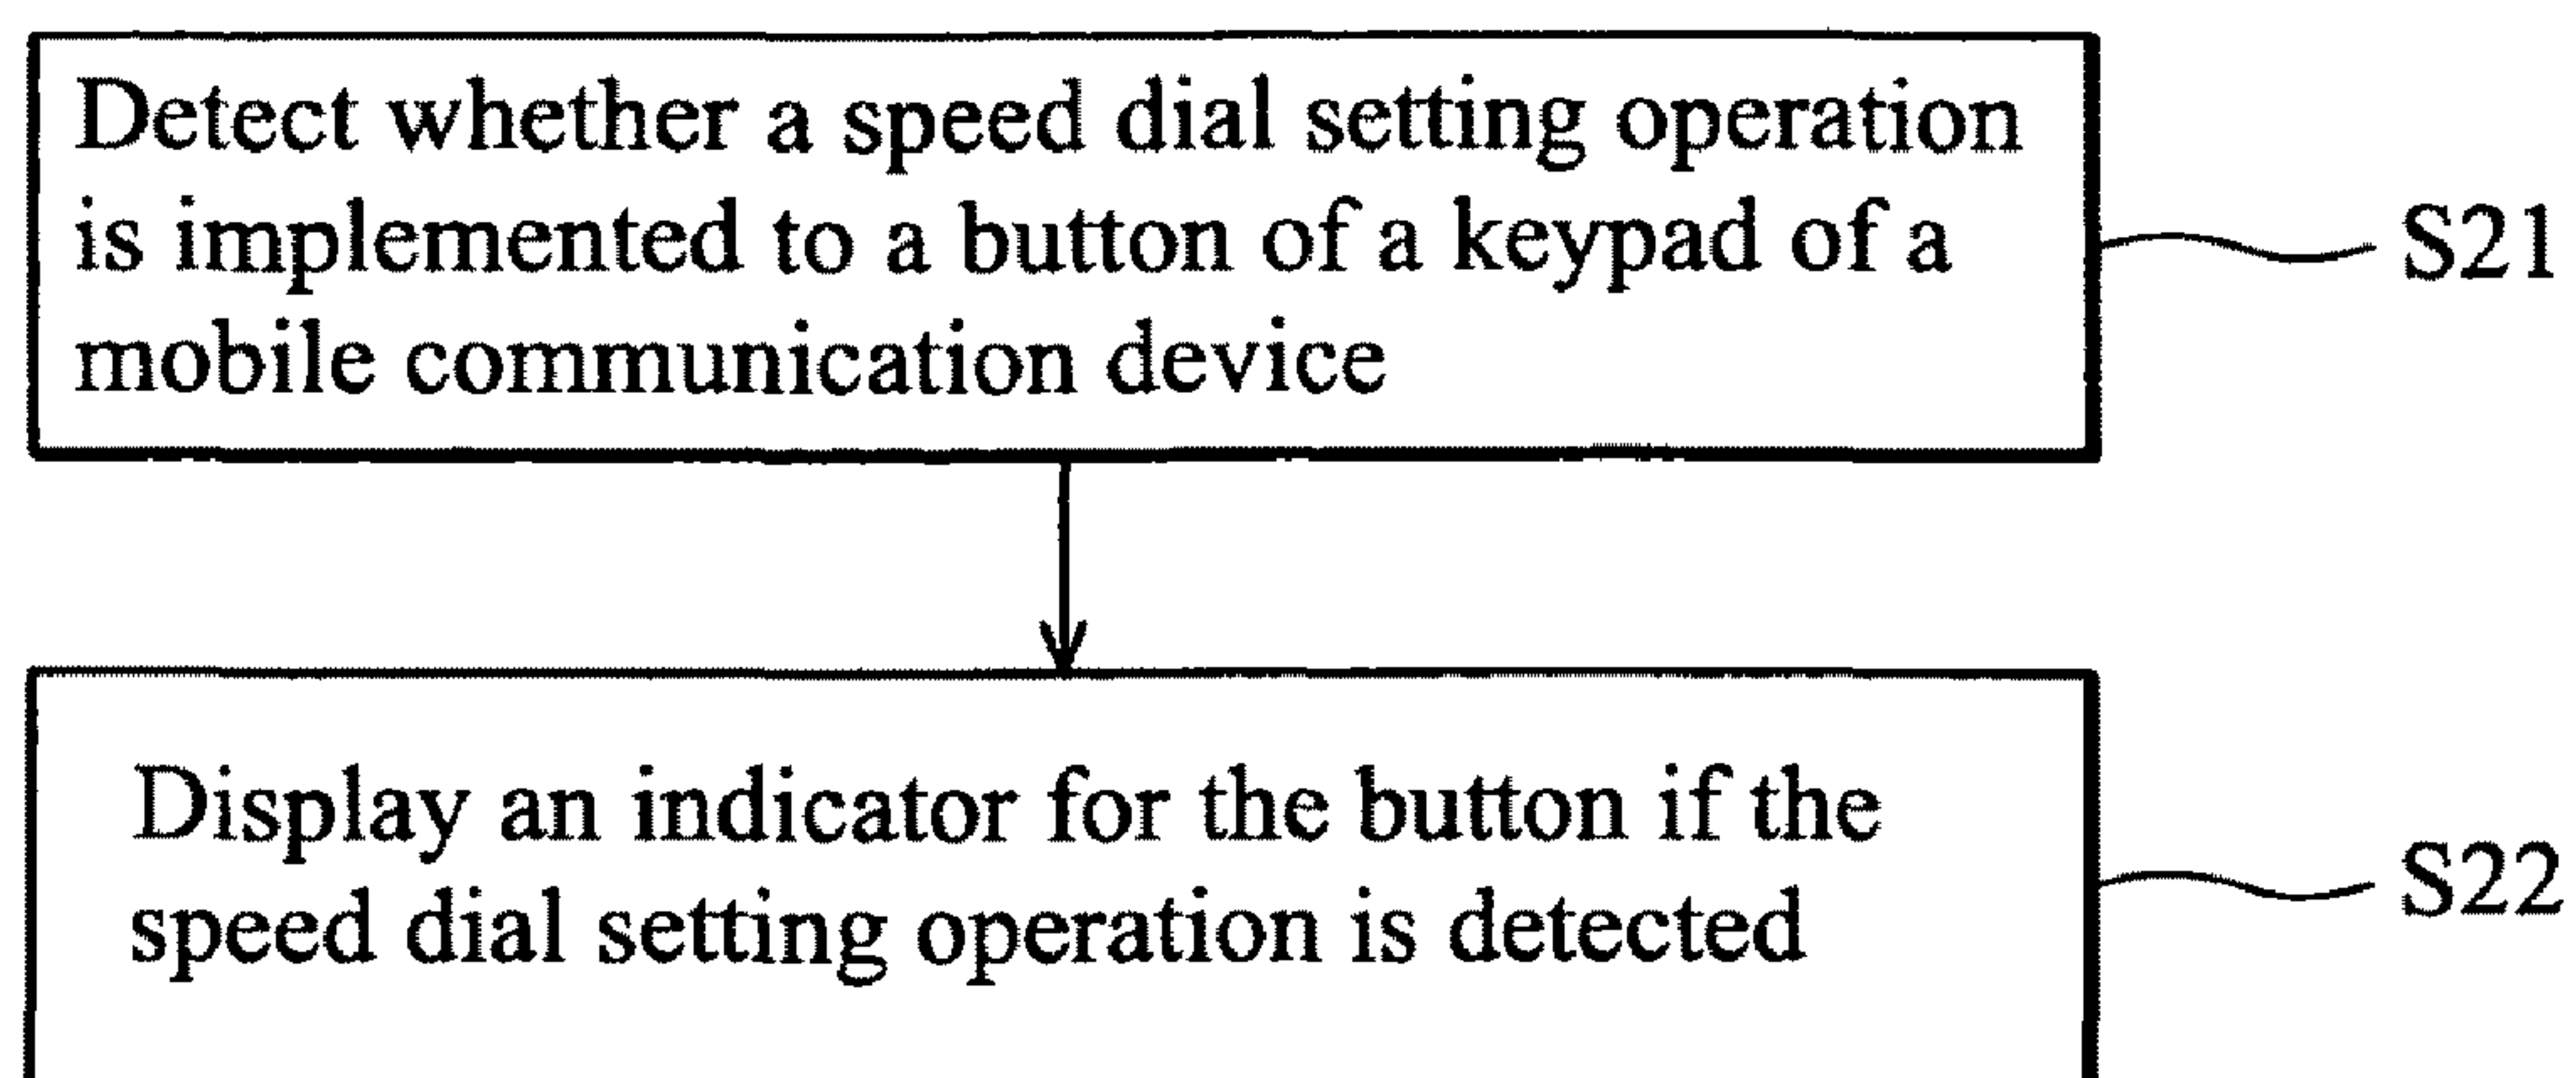 Detect whether a speed dial setting operation
is implemented to a button of a keypad of a
mobile communication device
S21
Display an indicator for the button if the
speed dial setting operation is detected
S22